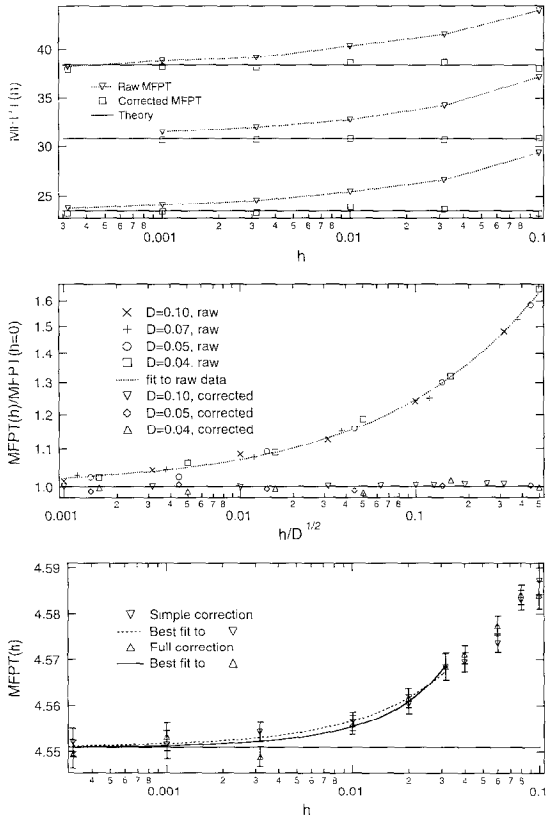 MFPT(h)
40
35
30
25
Raw MFPT
Corrected MFPT
Theory
3 4 5 6 7 8 0.001 2 3 4 5 6 7 8 0.01 2 3 4 5 6 7 8 0.1
h
MFPT(h)/MFPT(h=0)
1.6
1.5
1.4
1.3
1.2
1.1
1.0
D=0.10, raw
D=0.07, raw
D=0.05, raw
D=0.04, raw
fit to raw data
D=0.10, corrected
D=0.05, corrected
D=0.04, corrected
0.001 2 3 4 5 6 7 8 0.01 2 3 4 5 6 7 8 0.1 2 3 4 5
h/D^1/2
MFPT(h)
4.59
4.58
4.57
4.56
4.55
Simple correction
Best fit to
Full correction
Best fit to
4 5 6 7 8 0.001 2 3 4 5 6 7 8 0.01 2 3 4 5 6 7 8 0.1
h